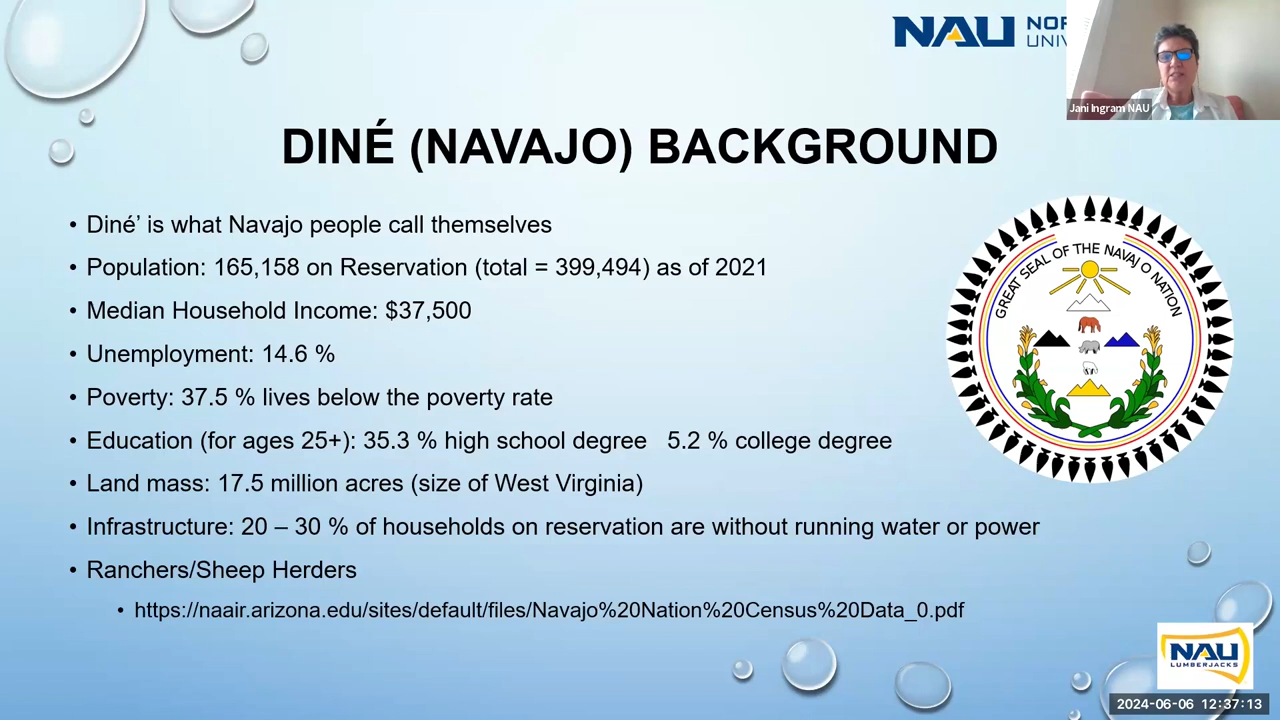 NAU NOR
UNIV
Jani Ingram NAU
DINÉ (NAVAJO) BACKGROUND
• Diné’ is what Navajo people call themselves
• Population: 165,158 on Reservation (total = 399,494) as of 2021
• Median Household Income: $37,500
• Unemployment: 14.6 %
• Poverty: 37.5 % lives below the poverty rate
• Education (for ages 25+): 35.3 % high school degree 5.2 % college degree
• Land mass: 17.5 million acres (size of West Virginia)
• Infrastructure: 20 – 30 % of households on reservation are without running water or power
• Ranchers/Sheep Herders
• https://naair.arizona.edu/sites/default/files/Navajo%20Nation%20Census%20Data_0.pdf
GREAT SEAL OF THE NAVAJO NATION
NAU
LUMBERJACKS
2024-06-06 12:37:13